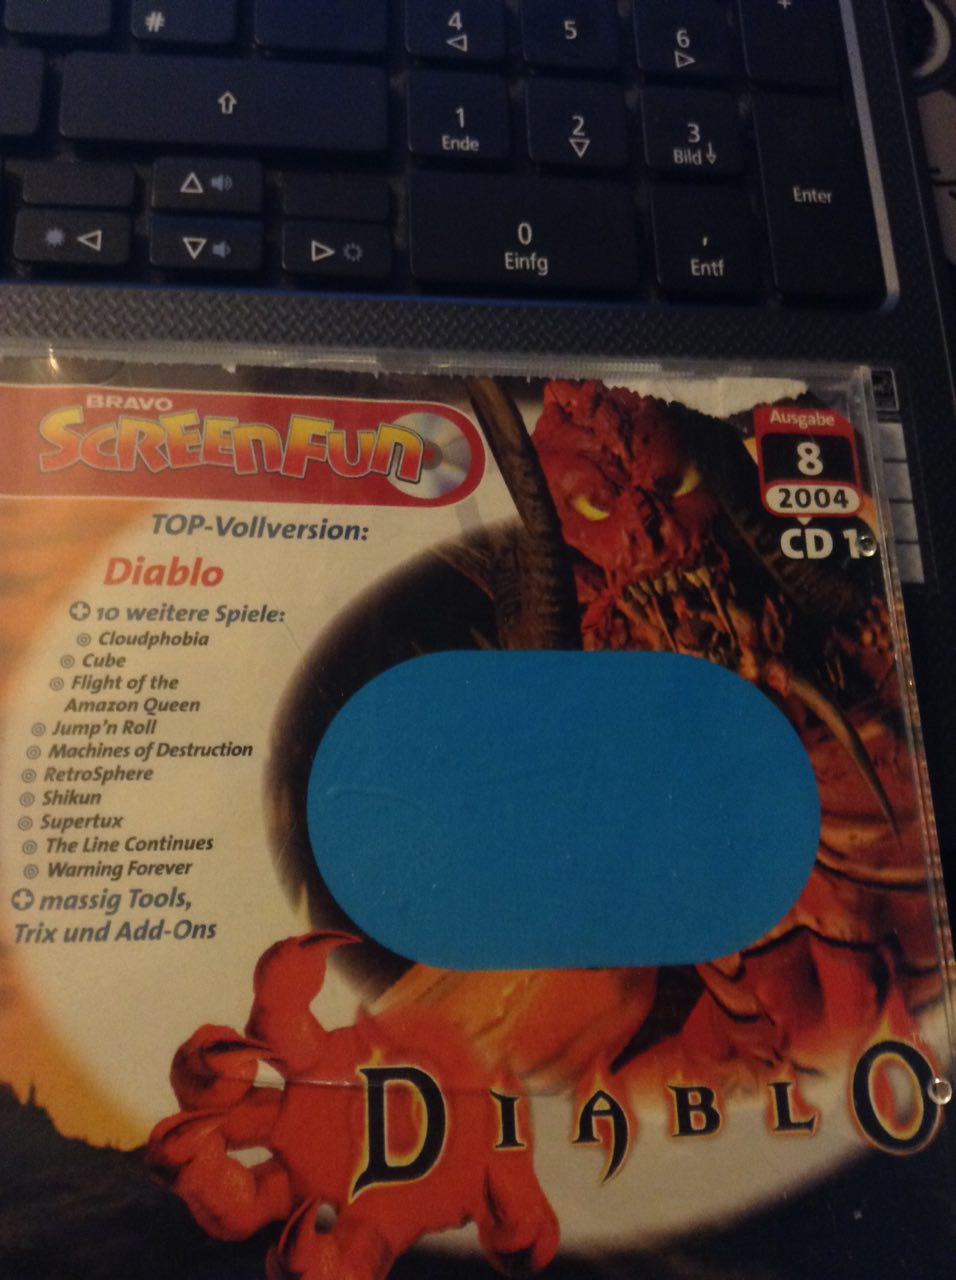 #
4
5
6
+
1
Ende
2
3
Bild
Enter
0
Einfg
,
Entf
BRAVO
SCREENFUN
Ausgabe
8
2004
CD 1
TOP-Vollversion:
Diablo
10 weitere Spiele:
Cloudphobia
Cube
Flight of the
Amazon Queen
Jump'n Roll
Machines of Destruction
RetroSphere
Shikun
Supertux
The Line Continues
Warning Forever
massig Tools,
Trix und Add-Ons
DIABLO